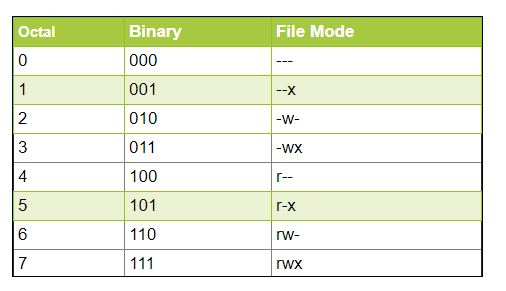 Octal Binary File Mode
0 000 ---
1 001 --x
2 010 -w-
3 011 -wx
4 100 r--
5 101 r-x
6 110 rw-
7 111 rwx